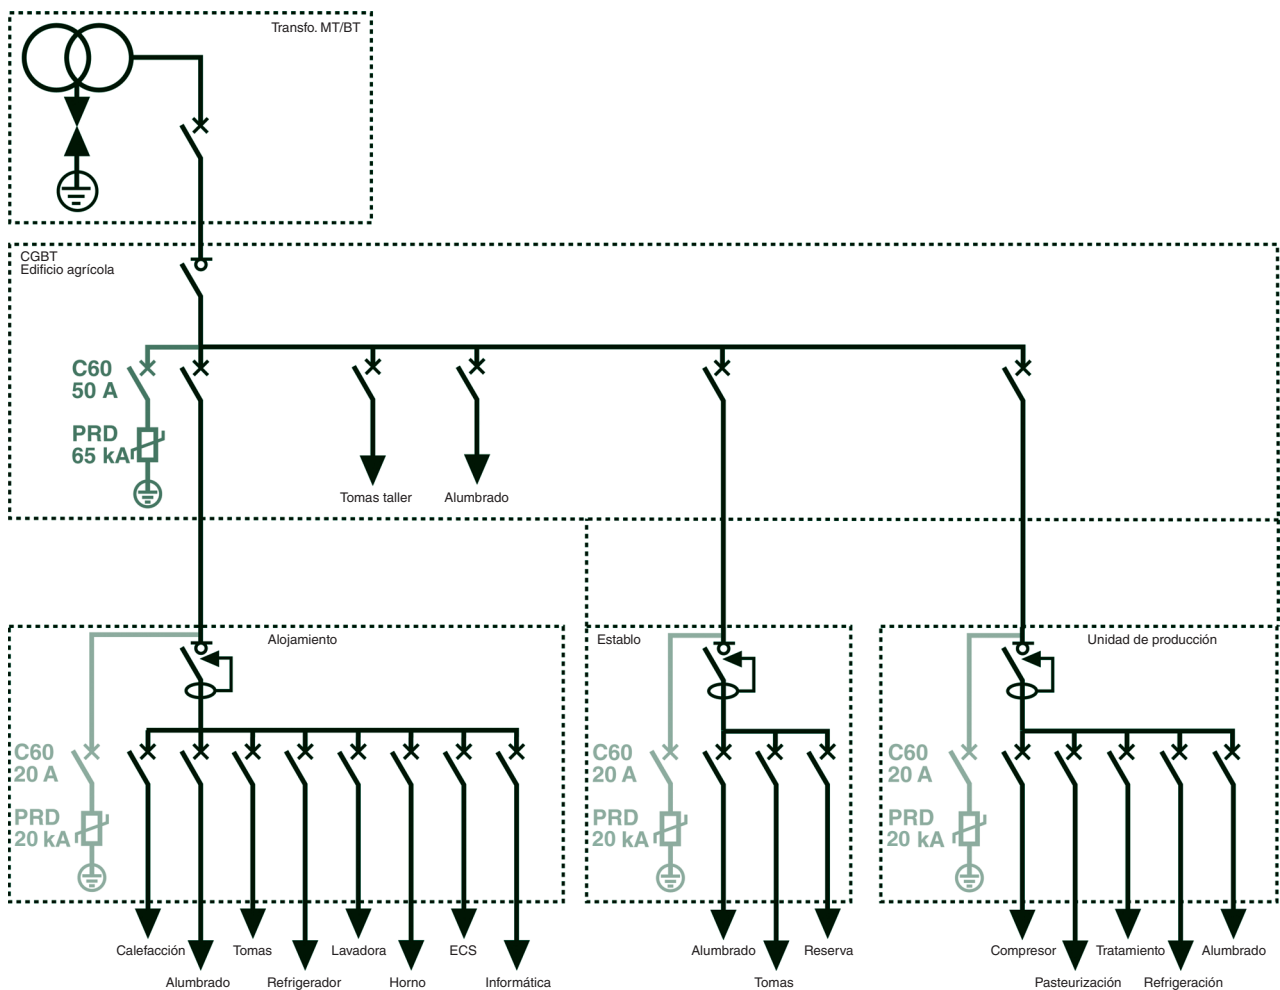 Transfo. MT/BT
CGBT
Edificio agrícola
C60
50 A
PRD
65 kA
Tomas taller
Alumbrado
Alojamiento
C60
20 A
PRD
20 kA
Calefacción
Alumbrado
Tomas
Refrigerador
Lavadora
Horno
ECS
Informática
Establo
C60
20 A
PRD
20 kA
Alumbrado
Tomas
Reserva
Unidad de producción
C60
20 A
PRD
20 kA
Compresor
Pasteurización
Tratamiento
Refrigeración
Alumbrado